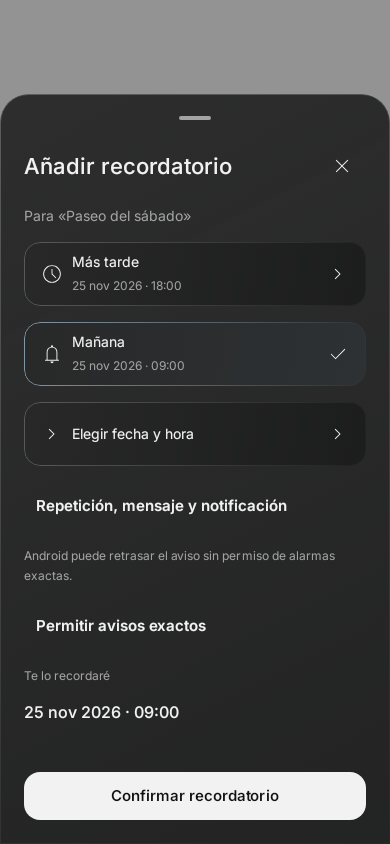 Añadir recordatorio
Para «Paseo del sábado»
Más tarde
25 nov 2026 · 18:00
Mañana
25 nov 2026 · 09:00
Elegir fecha y hora
Repetición, mensaje y notificación
Android puede retrasar el aviso sin permiso de alarmas
exactas.
Permitir avisos exactos
Te lo recordaré
25 nov 2026 · 09:00
Confirmar recordatorio